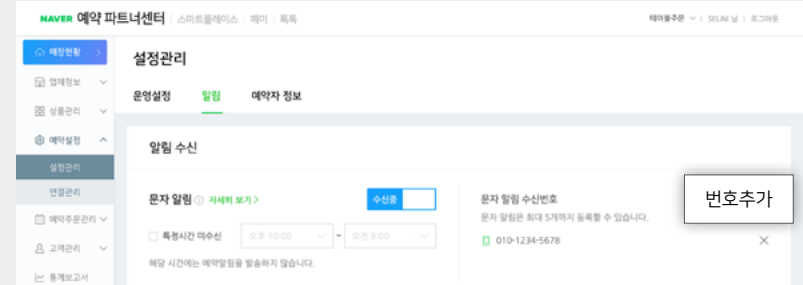 NAVER 예약 파트너센터 | 스마트플레이스 | 페이 | 톡톡
테이블주문 | SELINI 님 | 로그아웃
매장현황
업체정보
상품관리
예약설정
설정관리
연결관리
예약주문관리
고객관리
통계보고서
설정관리
운영설정 알림 예약자 정보
알림 수신
문자 알림 자세히 보기 >
수신중
특정시간 미수신 오후 10:00 ~ 오전 9:00
해당 시간에는 예약알림을 발송하지 않습니다.
문자 알림 수신번호
문자 알림은 최대 5개까지 등록할 수 있습니다.
010-1234-5678
번호추가